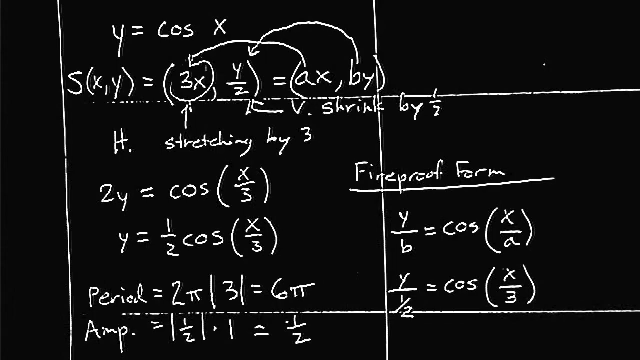 y = cos x
S(x,y) = (3x, y/2) = (ax, by)
V. shrink by 1/2
H. stretching by 3
2y = cos(x/3)
y = 1/2 cos(x/3)
Period = 2π|3| = 6π
Amp. = |1/2| · 1 = 1/2
Fireproof Form
y/b = cos(x/a)
y/(1/2) = cos(x/3)